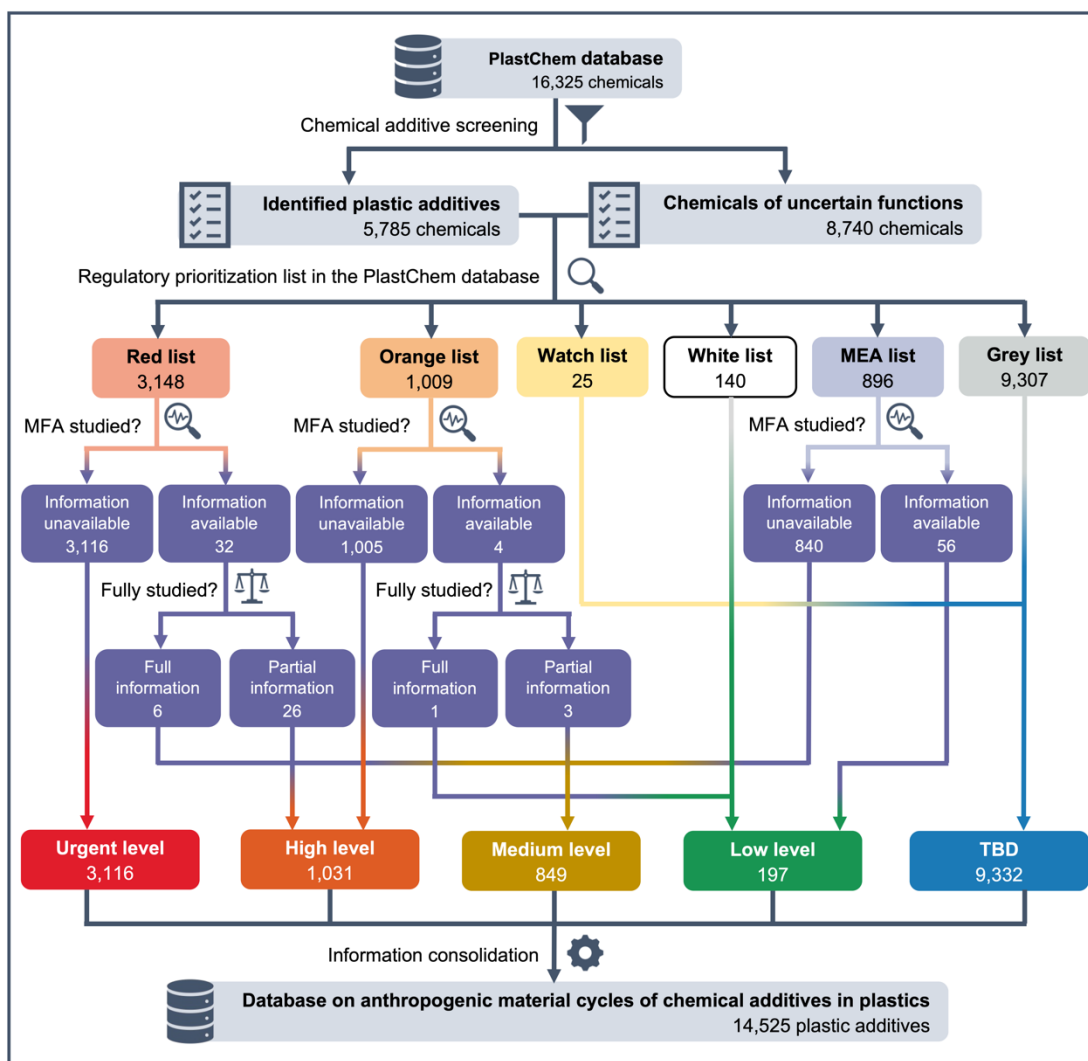 PlastChem database
16,325 chemicals
Chemical additive screening
Identified plastic additives
5,785 chemicals
Chemicals of uncertain functions
8,740 chemicals
Regulatory prioritization list in the PlastChem database
Red list
3,148
Orange list
1,009
Watch list
25
White list
140
MEA list
896
Grey list
9,307
MFA studied?
MFA studied?
MFA studied?
Information
unavailable
3,116
Information
available
32
Information
unavailable
1,005
Information
available
4
Information
unavailable
840
Information
available
56
Fully studied?
Fully studied?
Full
information
6
Partial
information
26
Full
information
1
Partial
information
3
Urgent level
3,116
High level
1,031
Medium level
849
Low level
197
TBD
9,332
Information consolidation
Database on anthropogenic material cycles of chemical additives in plastics
14,525 plastic additives